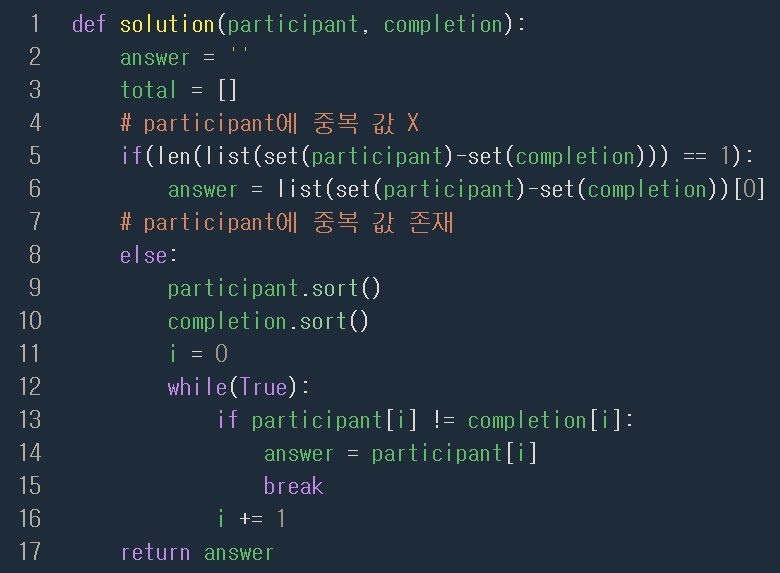 1 def solution(participant, completion):
2     answer = ''
3     total = []
4     # participant에 중복 값 X
5     if(len(list(set(participant)-set(completion))) == 1):
6         answer = list(set(participant)-set(completion))[0]
7     # participant에 중복 값 존재
8     else:
9         participant.sort()
10         completion.sort()
11         i = 0
12         while(True):
13             if participant[i] != completion[i]:
14                 answer = participant[i]
15                 break
16             i += 1
17     return answer